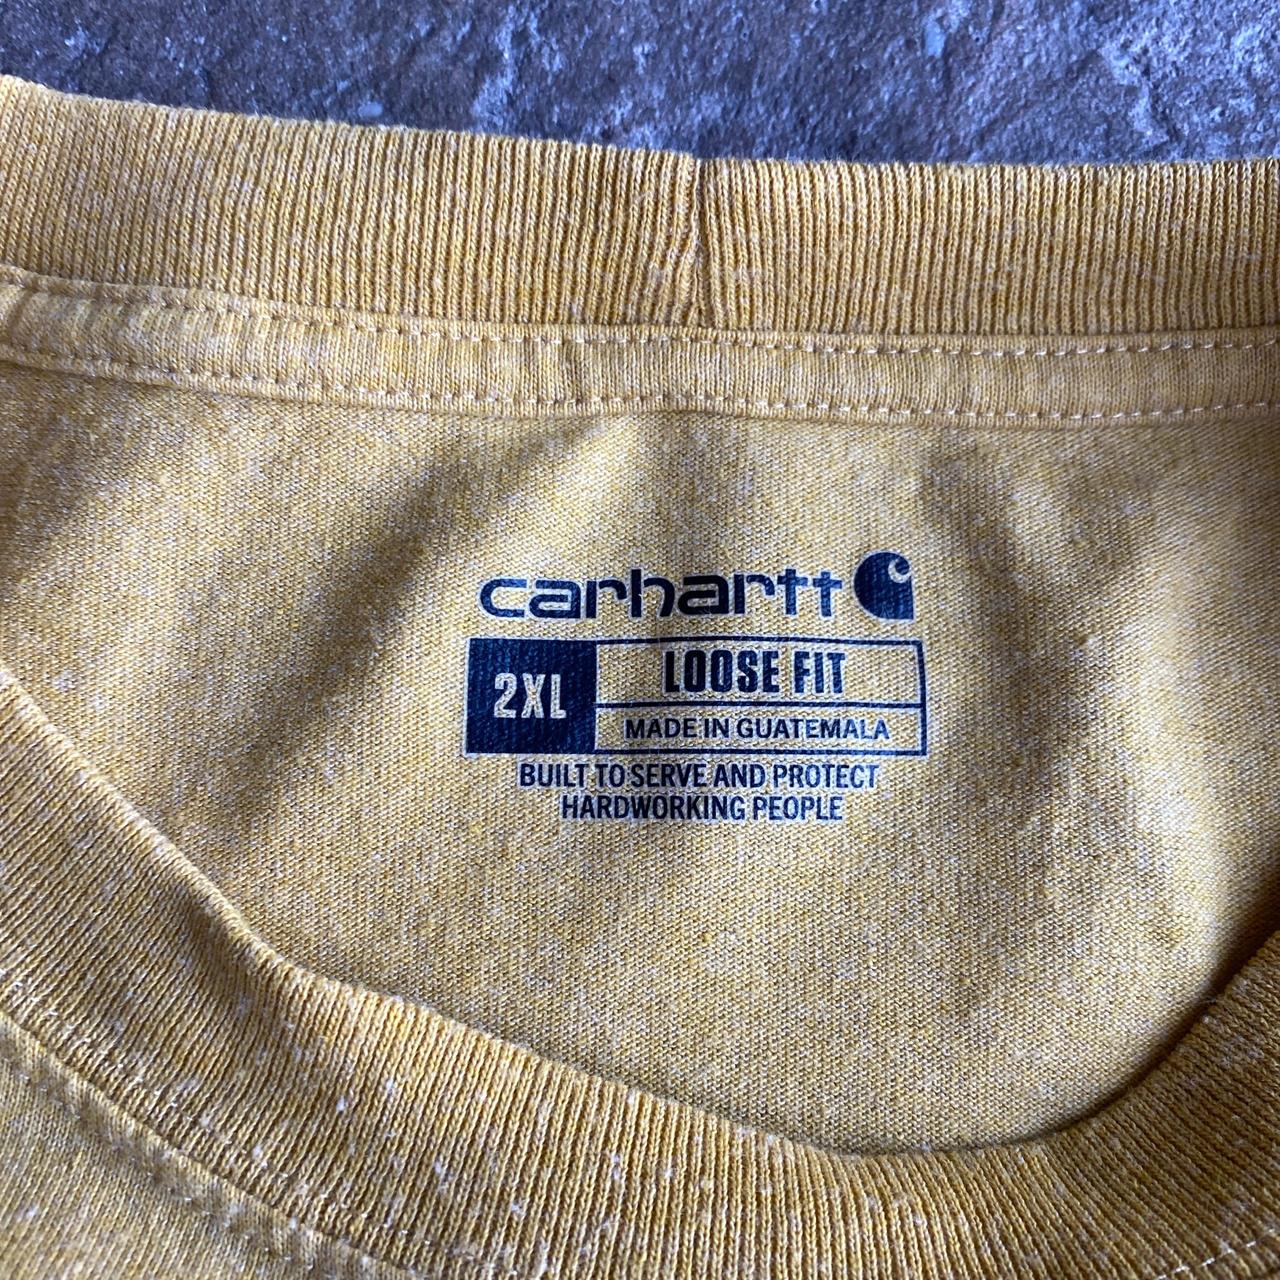 carhartt
2XL
LOOSE FIT
MADE IN GUATEMALA
BUILT TO SERVE AND PROTECT
HARDWORKING PEOPLE